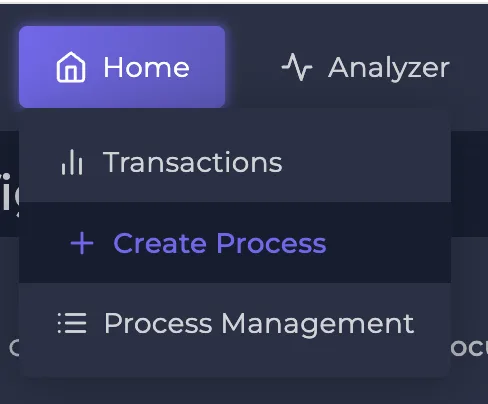 Home
Analyzer
Transactions
Create Process
Process Management